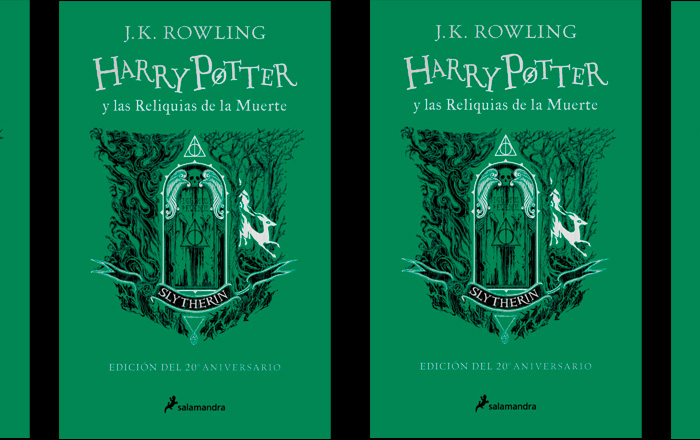 J.K. ROWLING
HARRY POTTER
y las Reliquias de la Muerte
SLYTHERIN
EDICIÓN DEL 20º ANIVERSARIO
salamandra
J.K. ROWLING
HARRY POTTER
y las Reliquias de la Muerte
SLYTHERIN
EDICIÓN DEL 20º ANIVERSARIO
salamandra